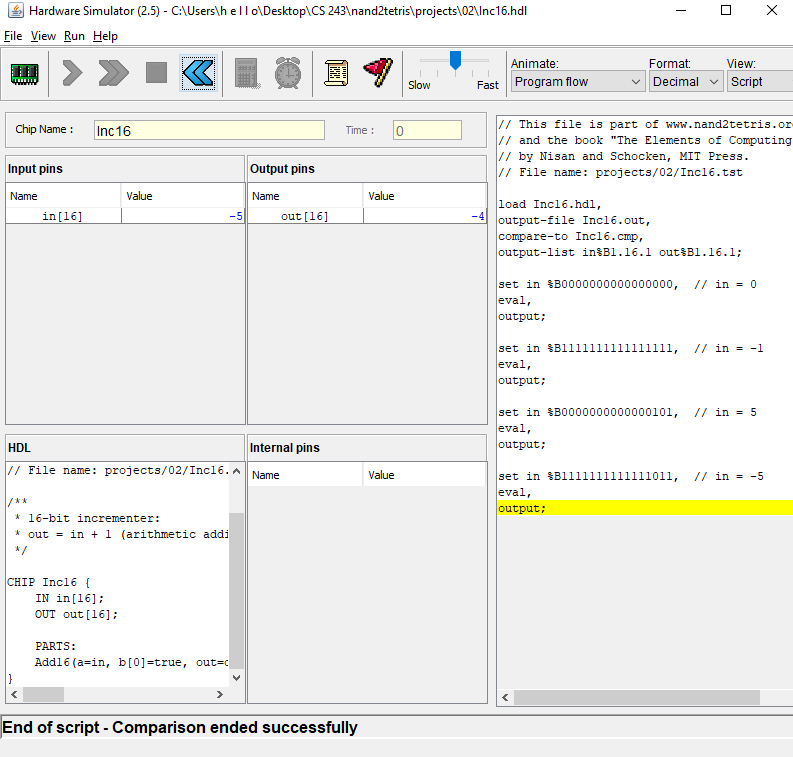 Hardware Simulator (2.5) - C:\Users\h e l l o\Desktop\CS 243\nand2tetris\projects\02\Inc16.hdl
File View Run Help
Slow Fast
Animate: Format: View:
Program flow Decimal Script
Chip Name : Inc16 Time : 0
Input pins
Name Value
in[16] -5
Output pins
Name Value
out[16] -4
HDL
// File name: projects/02/Inc16.
/**
* 16-bit incrementer:
* out = in + 1 (arithmetic addi
*/
CHIP Inc16 {
IN in[16];
OUT out[16];
PARTS:
Add16(a=in, b[0]=true, out=o
}
Internal pins
Name Value
// This file is part of www.nand2tetris.or
// and the book "The Elements of Computing
// by Nisan and Schocken, MIT Press.
// File name: projects/02/Inc16.tst
load Inc16.hdl,
output-file Inc16.out,
compare-to Inc16.cmp,
output-list in%B1.16.1 out%B1.16.1;
set in %B0000000000000000,  // in = 0
eval,
output;
set in %B1111111111111111,  // in = -1
eval,
output;
set in %B0000000000000101,  // in = 5
eval,
output;
set in %B1111111111111011,  // in = -5
eval,
output;
End of script - Comparison ended successfully